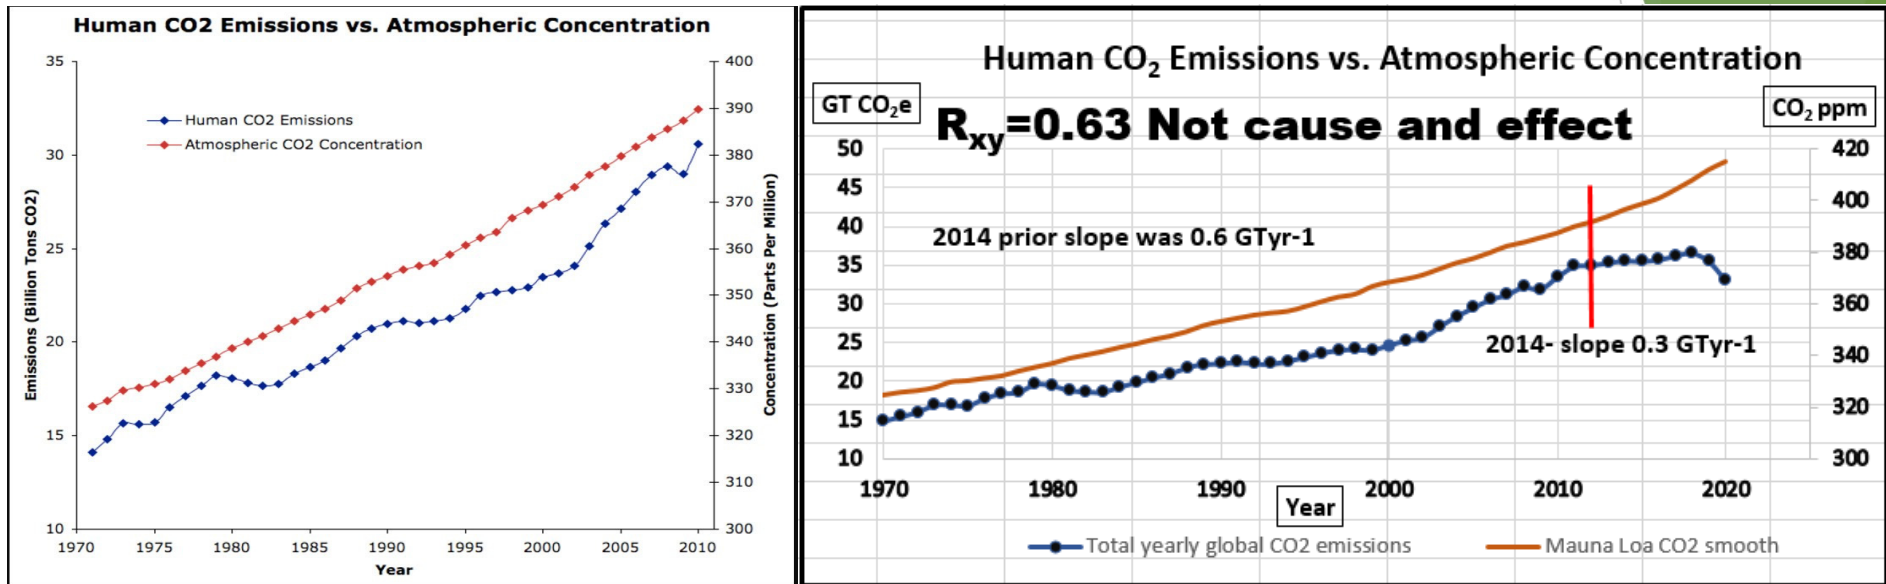 Human CO2 Emissions vs. Atmospheric Concentration
35
30
25
20
15
10
Emissions (Billion Tons CO2)
Human CO2 Emissions
Atmospheric CO2 Concentration
400
390
380
370
360
350
340
330
320
310
300
Concentration (Parts Per Million)
1970 1975 1980 1985 1990 1995 2000 2005 2010
Year
Human CO₂ Emissions vs. Atmospheric Concentration
GT CO₂e
CO₂ ppm
Rxy=0.63 Not cause and effect
50
45
40
35
30
25
20
15
10
2014 prior slope was 0.6 GTyr-1
2014- slope 0.3 GTyr-1
420
400
380
360
340
320
300
1970 1980 1990 2000 2010 2020
Year
Total yearly global CO2 emissions
Mauna Loa CO2 smooth